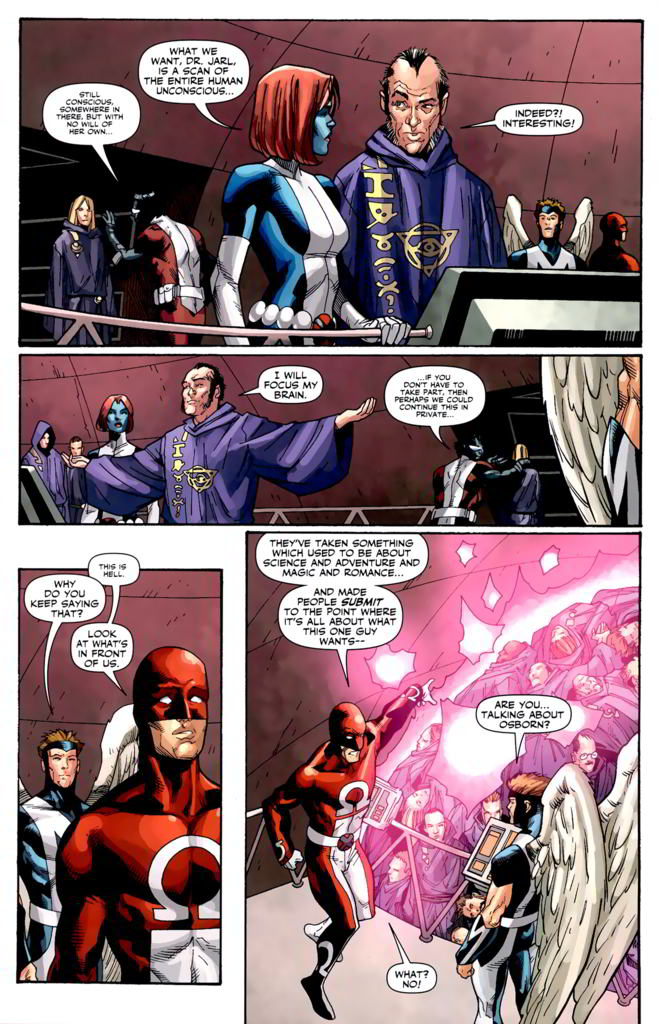 WHAT WE
WANT, DR. JARL,
IS A SCAN OF
THE ENTIRE HUMAN
UNCONSCIOUS...
STILL
CONSCIOUS,
SOMEWHERE IN
THERE, BUT WITH
NO WILL OF
HER OWN...
INDEED?!
INTERESTING!
I WILL
FOCUS MY
BRAIN.
...IF YOU
DON'T HAVE TO
TAKE PART, THEN
PERHAPS WE COULD
CONTINUE THIS IN
PRIVATE...
THIS IS
HELL.
WHY
DO YOU
KEEP SAYING
THAT?
LOOK
AT WHAT'S
IN FRONT
OF US.
Ω
THEY'VE TAKEN SOMETHING
WHICH USED TO BE ABOUT
SCIENCE AND ADVENTURE AND
MAGIC AND ROMANCE...
AND MADE
PEOPLE SUBMIT
TO THE POINT WHERE
IT'S ALL ABOUT WHAT
THIS ONE GUY
WANTS--
ARE YOU...
TALKING ABOUT
OSBORN?
Ω
WHAT?
NO!